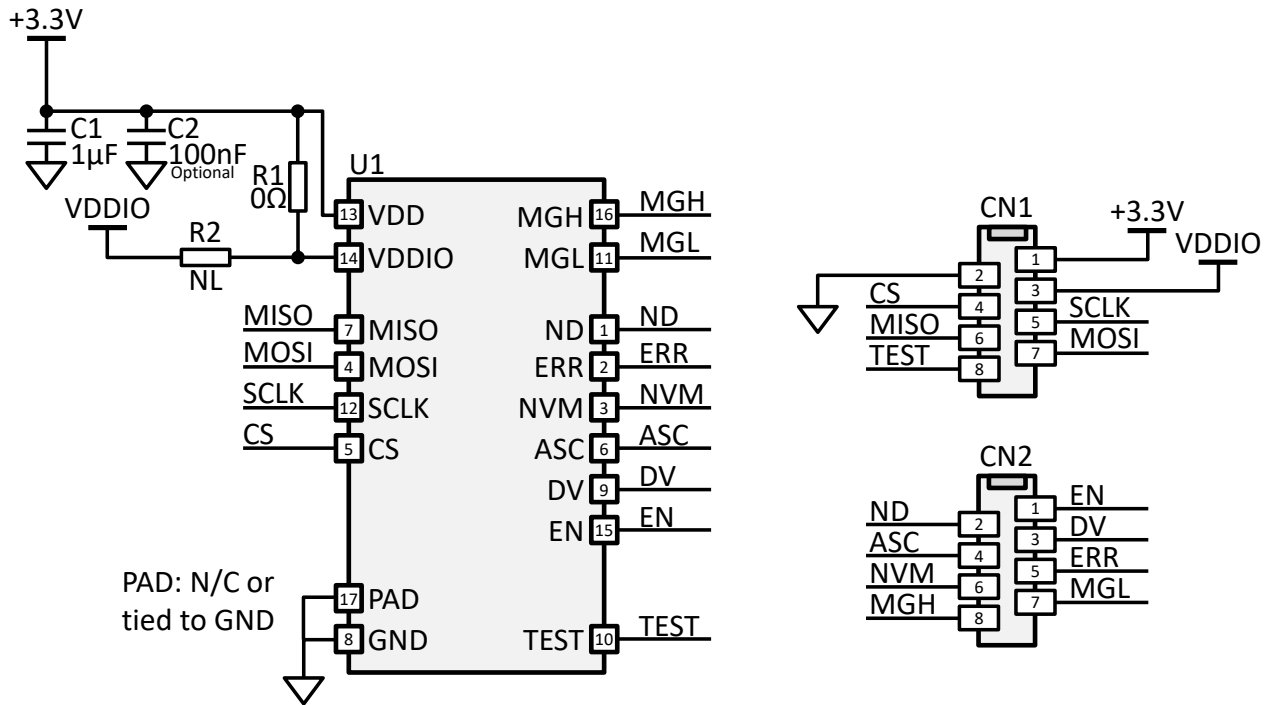 +3.3V
C1
1µF
C2
100nF
Optional
R1
0Ω
VDDIO
R2
NL
U1
13 VDD
14 VDDIO
MISO 7 MISO
MOSI 4 MOSI
SCLK 12 SCLK
CS 5 CS
PAD: N/C or
tied to GND
17 PAD
8 GND
MGH 16 MGH
MGL 11 MGL
ND 1 ND
ERR 2 ERR
NVM 3 NVM
ASC 6 ASC
DV 9 DV
EN 15 EN
TEST 10 TEST
CN1
+3.3V
VDDIO
1
2
3
CS 4
5 SCLK
MISO 6
7 MOSI
TEST 8
CN2
1 EN
ND 2
3 DV
ASC 4
5 ERR
NVM 6
7 MGL
MGH 8